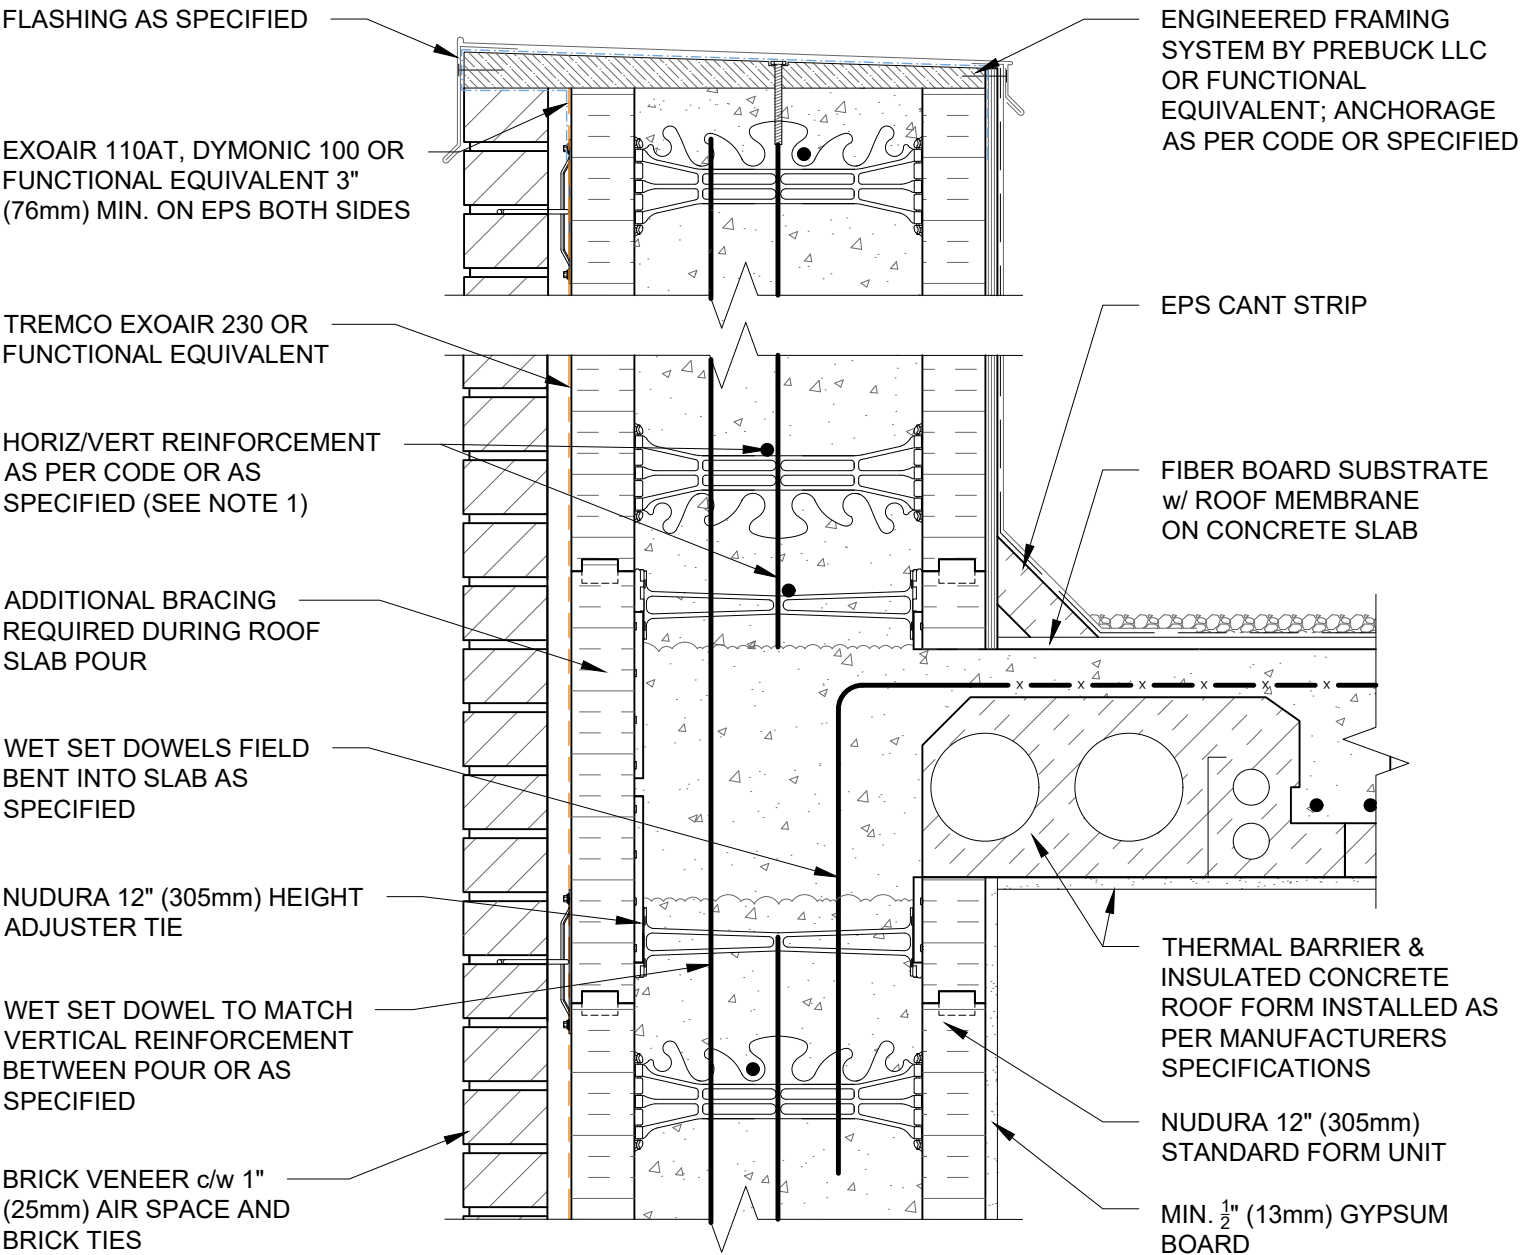 FLASHING AS SPECIFIED
EXOAIR 110AT, DYMONIC 100 OR
FUNCTIONAL EQUIVALENT 3"
(76mm) MIN. ON EPS BOTH SIDES
TREMCO EXOAIR 230 OR
FUNCTIONAL EQUIVALENT
HORIZ/VERT REINFORCEMENT
AS PER CODE OR AS
SPECIFIED (SEE NOTE 1)
ADDITIONAL BRACING
REQUIRED DURING ROOF
SLAB POUR
WET SET DOWELS FIELD
BENT INTO SLAB AS
SPECIFIED
NUDURA 12" (305mm) HEIGHT
ADJUSTER TIE
WET SET DOWEL TO MATCH
VERTICAL REINFORCEMENT
BETWEEN POUR OR AS
SPECIFIED
BRICK VENEER c/w 1"
(25mm) AIR SPACE AND
BRICK TIES
ENGINEERED FRAMING
SYSTEM BY PREBUCK LLC
OR FUNCTIONAL
EQUIVALENT; ANCHORAGE
AS PER CODE OR SPECIFIED
EPS CANT STRIP
FIBER BOARD SUBSTRATE
w/ ROOF MEMBRANE
ON CONCRETE SLAB
x x x x x x
THERMAL BARRIER &
INSULATED CONCRETE
ROOF FORM INSTALLED AS
PER MANUFACTURERS
SPECIFICATIONS
NUDURA 12" (305mm)
STANDARD FORM UNIT
MIN. 1/2" (13mm) GYPSUM
BOARD